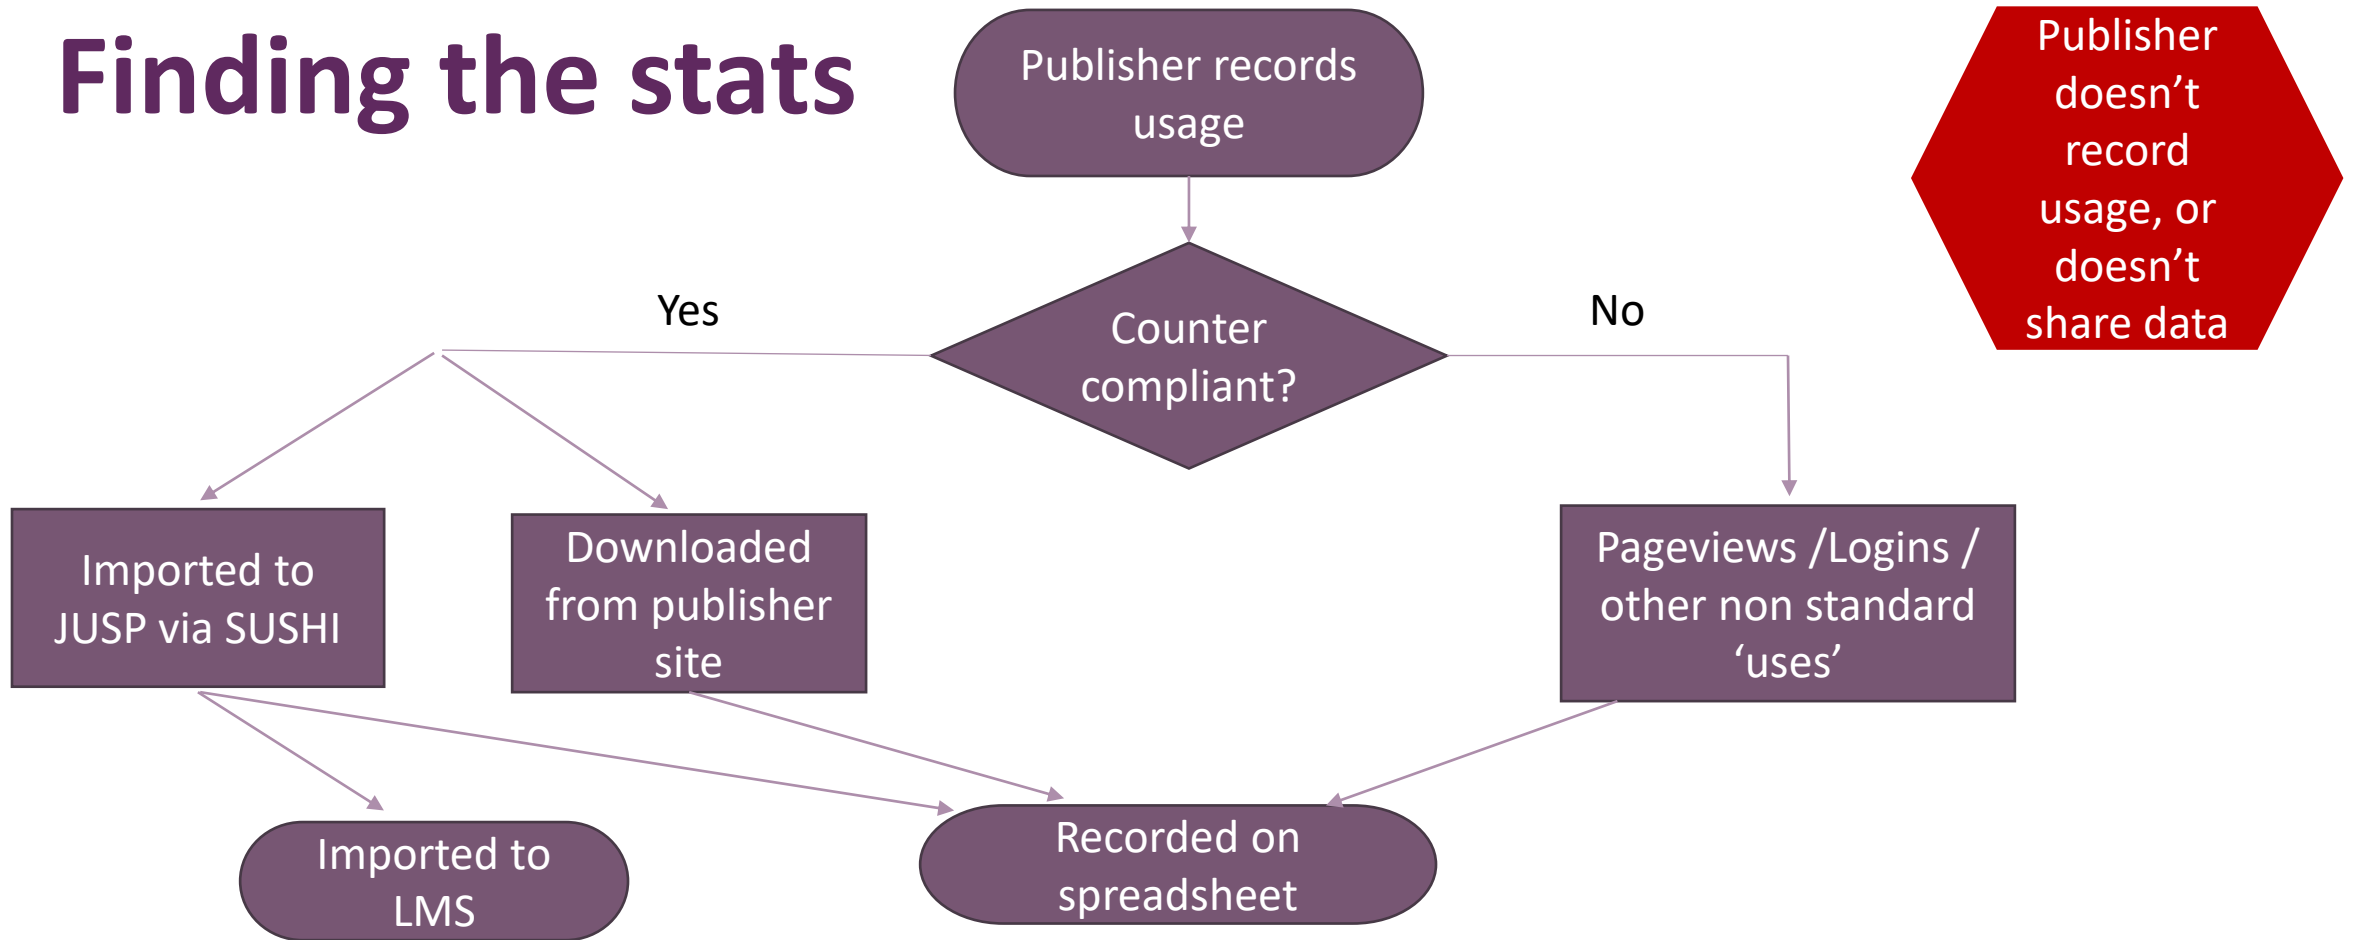 Finding the stats
Publisher records
usage
Publisher
doesn’t
record
usage, or
doesn’t
share data
Yes
Counter
compliant?
No
Imported to
JUSP via SUSHI
Downloaded
from publisher
site
Pageviews /Logins /
other non standard
‘uses’
Imported to
LMS
Recorded on
spreadsheet